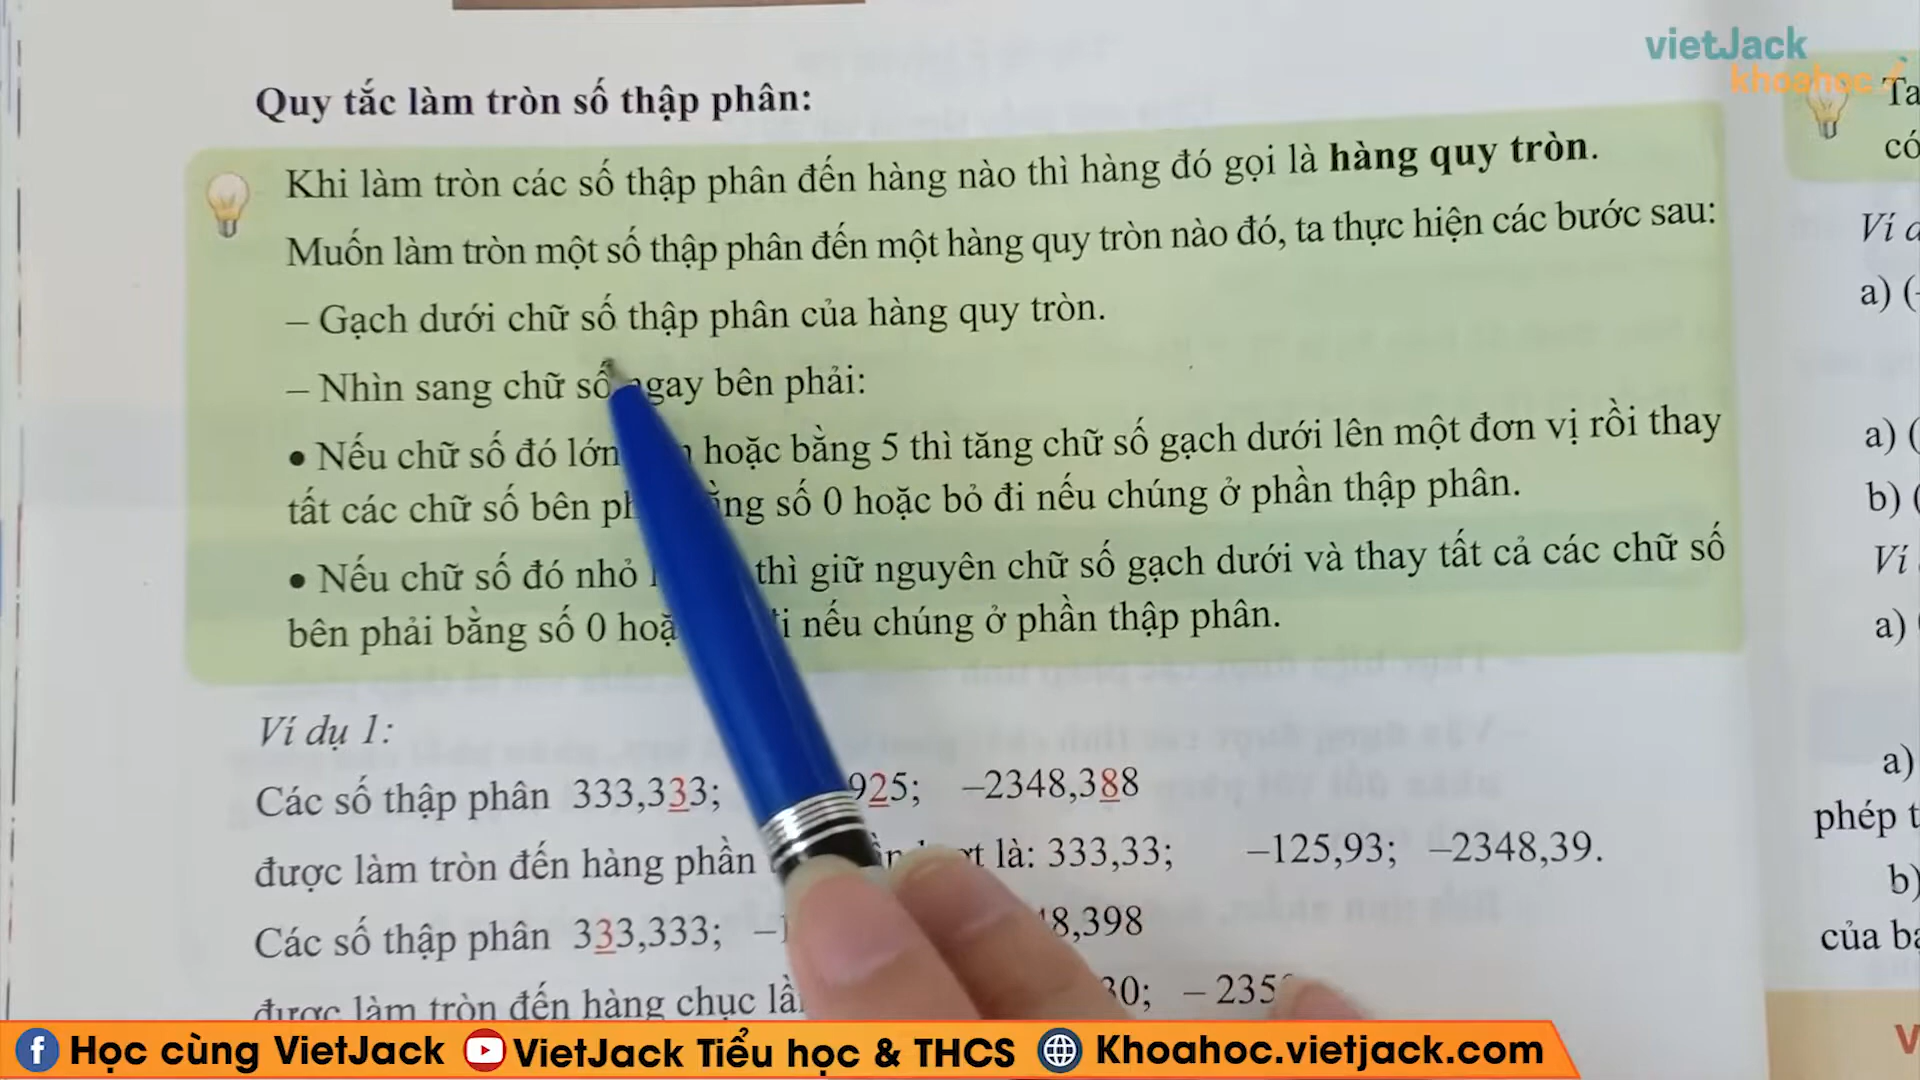 vietJack
khoahoc
Quy tắc làm tròn số thập phân:
Khi làm tròn các số thập phân đến hàng nào thì hàng đó gọi là hàng quy tròn.
Muốn làm tròn một số thập phân đến một hàng quy tròn nào đó, ta thực hiện các bước sau:
– Gạch dưới chữ số thập phân của hàng quy tròn.
– Nhìn sang chữ số ngay bên phải:
• Nếu chữ số đó lớn hoặc bằng 5 thì tăng chữ số gạch dưới lên một đơn vị rồi thay
tất các chữ số bên số 0 hoặc bỏ đi nếu chúng ở phần thập phân.
• Nếu chữ số đó nhỏ thì giữ nguyên chữ số gạch dưới và thay tất cả các chữ số
bên phải bằng số 0 nếu chúng ở phần thập phân.
Ví dụ 1:
Các số thập phân 333,333; 925; –2348,388
được làm tròn đến hàng phần là: 333,33; –125,93; –2348,39.
Các số thập phân 333,333; 8,398
được làm tròn đến hàng chục 30;
Ta
có
Ví
a) (
a) (
b) (
Ví
a)
a)
phép
b)
của
Học cùng VietJack
VietJack Tiểu học & THCS
Khoahoc.vietjack.com